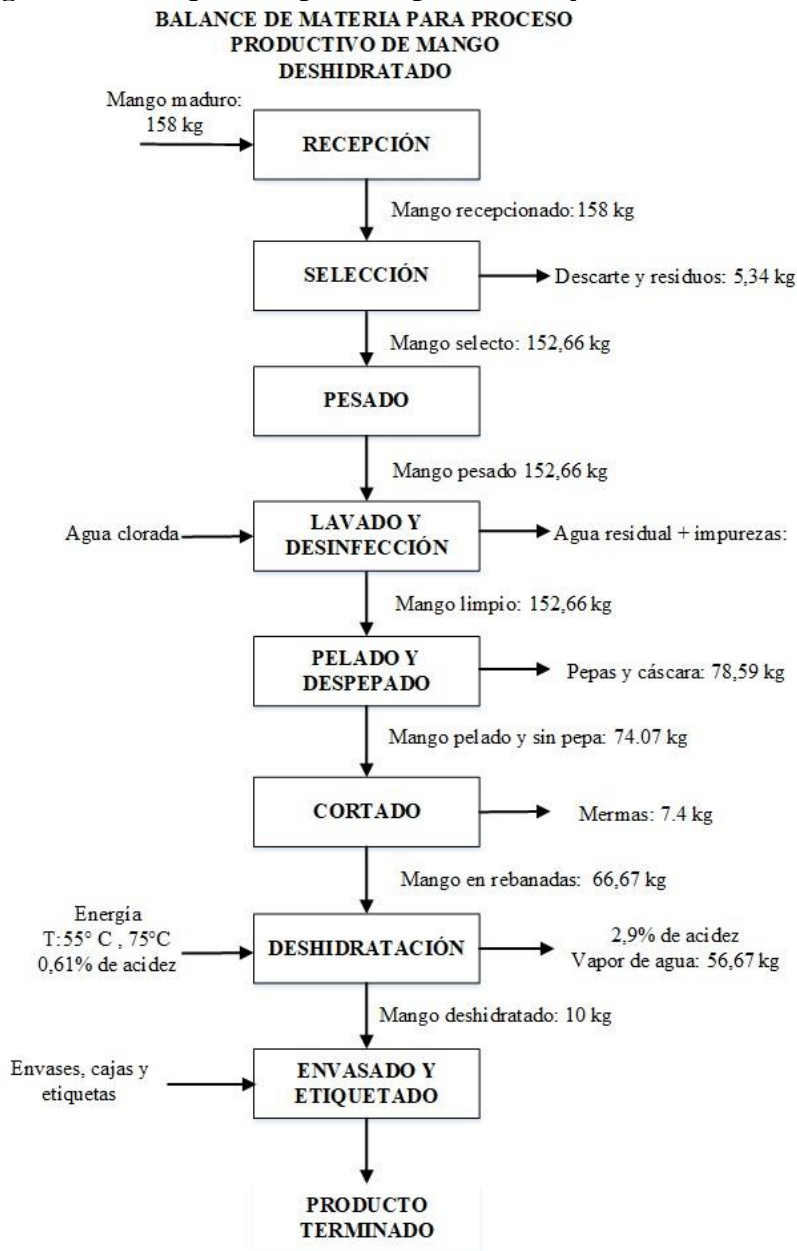 BALANCE DE MATERIA PARA PROCESO
PRODUCTIVO DE MANGO
DESHIDRATADO
Mango maduro:
158 kg
RECEPCIÓN
Mango recepcionado: 158 kg
SELECCIÓN
Descarte y residuos: 5,34 kg
Mango selecto: 152,66 kg
PESADO
Mango pesado 152,66 kg
Agua clorada
LAVADO Y
DESINFECCIÓN
Agua residual + impurezas:
Mango limpio: 152,66 kg
PELADO Y
DESPEPADO
Pepas y cáscara: 78,59 kg
Mango pelado y sin pepa: 74.07 kg
CORTADO
Mermas: 7.4 kg
Mango en rebanadas: 66,67 kg
Energía
T:55° C , 75°C
0,61% de acidez
DESHIDRATACIÓN
2,9% de acidez
Vapor de agua: 56,67 kg
Mango deshidratado: 10 kg
Envases, cajas y
etiquetas
ENVASADO Y
ETIQUETADO
PRODUCTO
TERMINADO